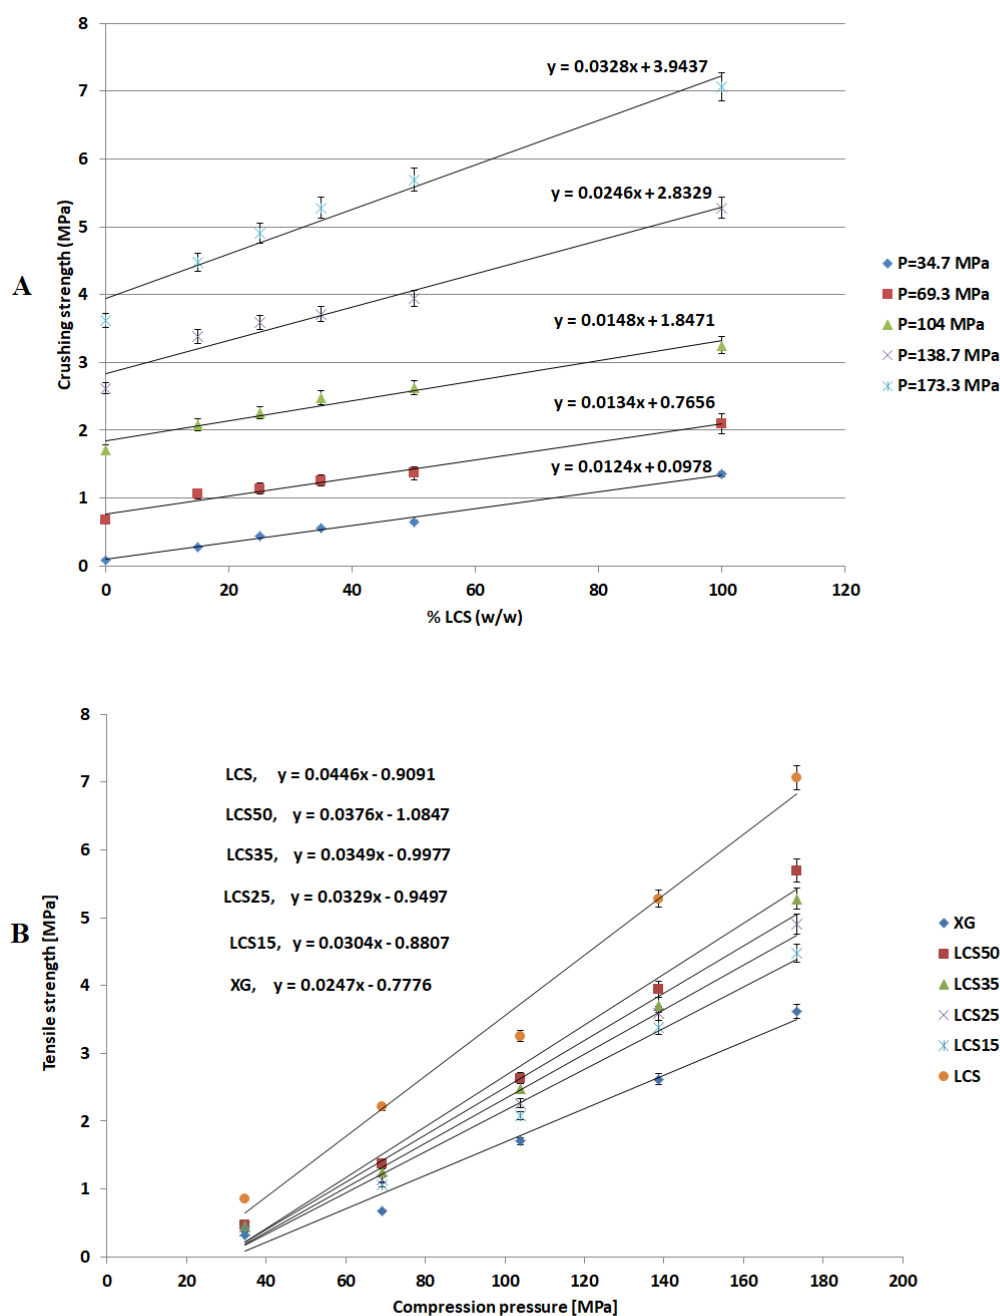 A
8
7
6
5
4
3
2
1
0
Crushing strength (MPa)
y = 0.0328x + 3.9437
y = 0.0246x + 2.8329
y = 0.0148x + 1.8471
y = 0.0134x + 0.7656
y = 0.0124x + 0.0978
0 20 40 60 80 100 120
% LCS (w/w)
P=34.7 MPa
P=69.3 MPa
P=104 MPa
P=138.7 MPa
P=173.3 MPa
B
8
7
6
5
4
3
2
1
0
Tensile strength [MPa]
LCS, y = 0.0446x - 0.9091
LCS50, y = 0.0376x - 1.0847
LCS35, y = 0.0349x - 0.9977
LCS25, y = 0.0329x - 0.9497
LCS15, y = 0.0304x - 0.8807
XG, y = 0.0247x - 0.7776
0 20 40 60 80 100 120 140 160 180 200
Compression pressure [MPa]
XG
LCS50
LCS35
LCS25
LCS15
LCS